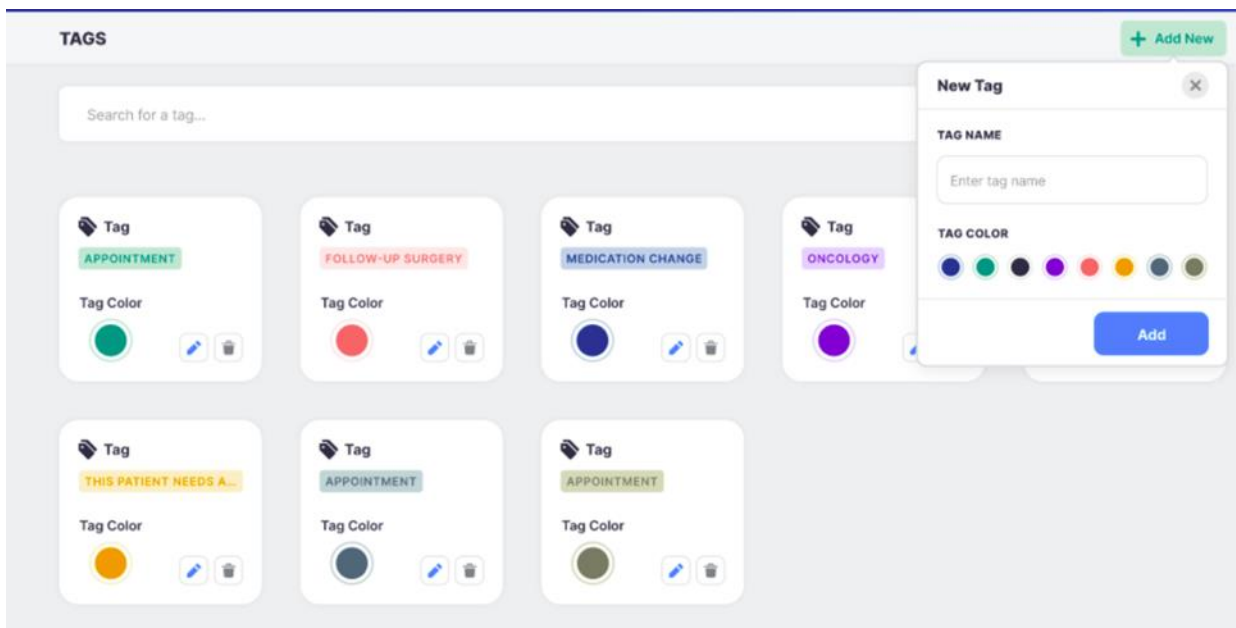 TAGS
+ Add New
Search for a tag...
New Tag
TAG NAME
Enter tag name
TAG COLOR
Add
Tag
APPOINTMENT
Tag Color
Tag
FOLLOW-UP SURGERY
Tag Color
Tag
MEDICATION CHANGE
Tag Color
Tag
ONCOLOGY
Tag Color
Tag
THIS PATIENT NEEDS A...
Tag Color
Tag
APPOINTMENT
Tag Color
Tag
APPOINTMENT
Tag Color